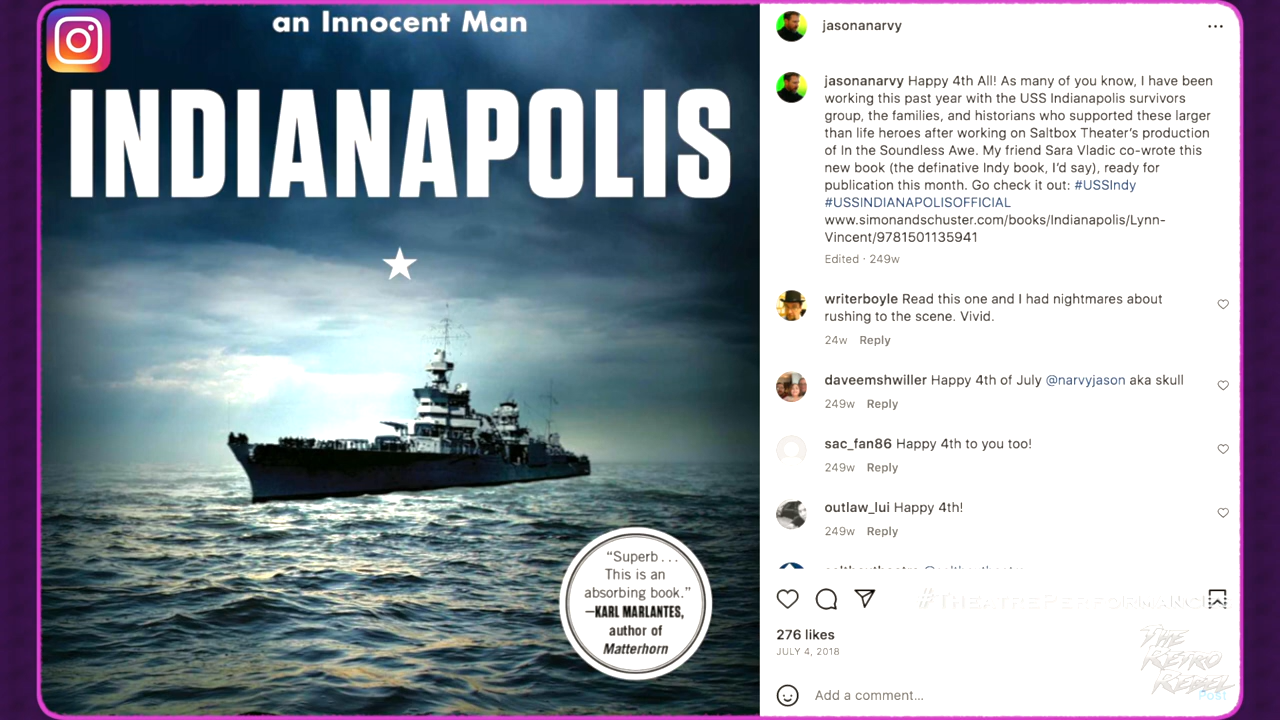 an Innocent Man
INDIANAPOLIS
“Superb . . .
This is an
absorbing book.”
—KARL MARLANTES,
author of
Matterhorn
jasonanarvy
jasonanarvy Happy 4th All! As many of you know, I have been
working this past year with the USS Indianapolis survivors
group, the families, and historians who supported these larger
than life heroes after working on Saltbox Theater's production
of In the Soundless Awe. My friend Sara Vladic co-wrote this
new book (the definative Indy book, I'd say), ready for
publication this month. Go check it out: #USSIndy
#USSINDIANAPOLISOFFICIAL
www.simonandschuster.com/books/Indianapolis/Lynn-
Vincent/9781501135941
Edited · 249w
writerboyle Read this one and I had nightmares about
rushing to the scene. Vivid.
24w Reply
daveemshwiller Happy 4th of July @narvyjason aka skull
249w Reply
sac_fan86 Happy 4th to you too!
249w Reply
outlaw_lui Happy 4th!
249w Reply
#THEATREPERFORMANCES
276 likes
JULY 4, 2018
THE
RETRO
REBEL
Add a comment...
Post